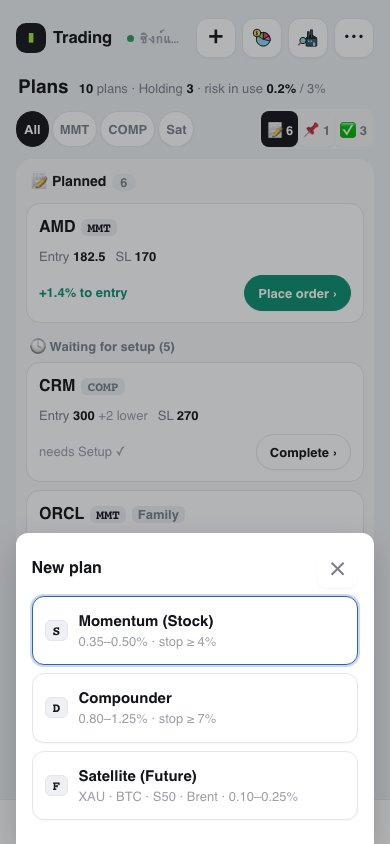 Trading
ซิงก์แ...
Plans 10 plans · Holding 3 · risk in use 0.2% / 3%
All MMT COMP Sat 6 1 3
Planned 6
AMD MMT
Entry 182.5 SL 170
+1.4% to entry
Place order ›
Waiting for setup (5)
CRM COMP
Entry 300 +2 lower SL 270
needs Setup ✓
Complete ›
ORCL MMT Family
New plan
S Momentum (Stock)
0.35–0.50% · stop ≥ 4%
D Compounder
0.80–1.25% · stop ≥ 7%
F Satellite (Future)
XAU · BTC · S50 · Brent · 0.10–0.25%